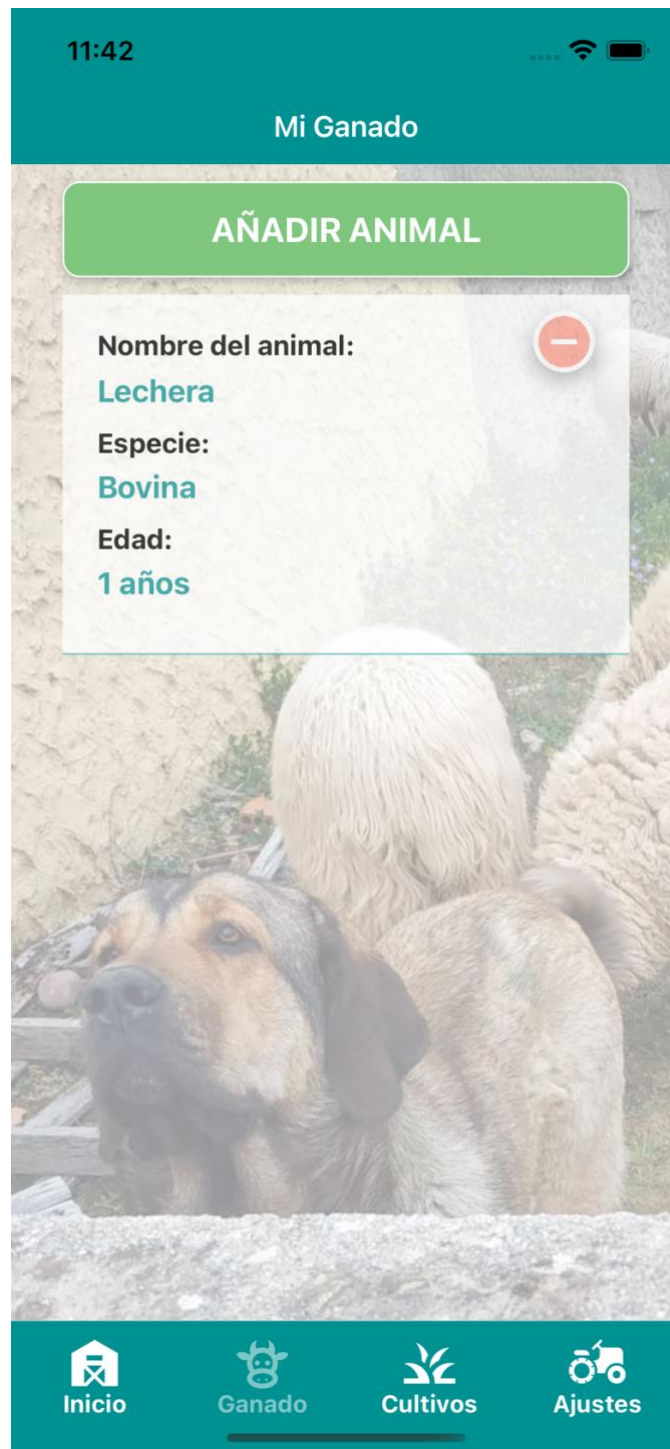 11:42
Mi Ganado
AÑADIR ANIMAL
Nombre del animal:
Lechera
Especie:
Bovina
Edad:
1 años
Inicio
Ganado
Cultivos
Ajustes